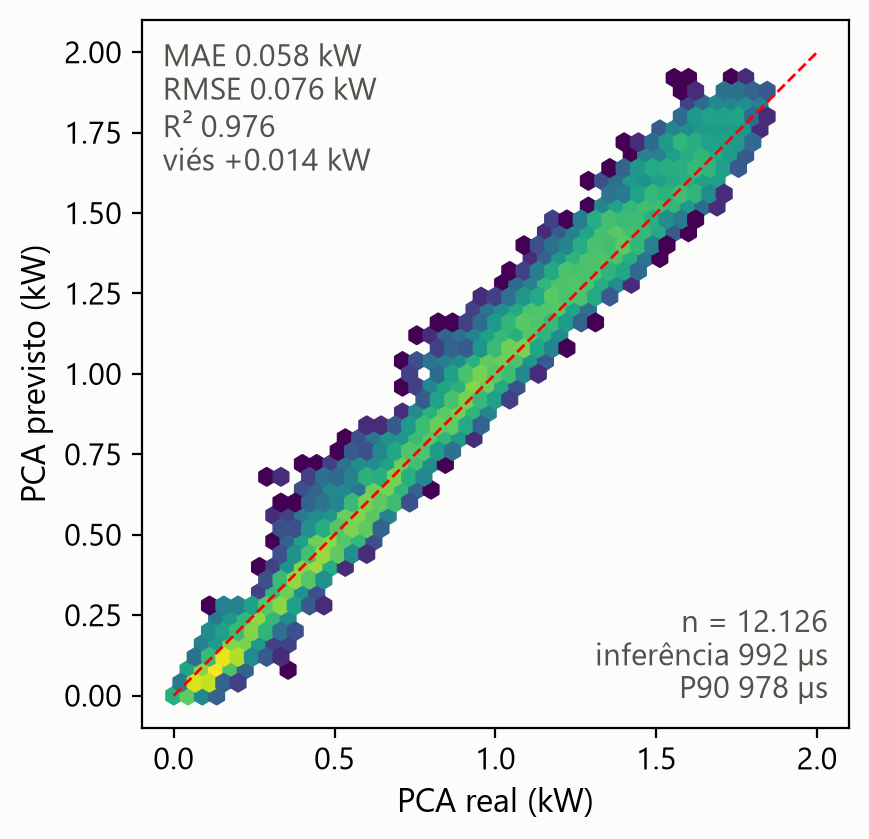 MAE 0.058 kW
RMSE 0.076 kW
R² 0.976
viés +0.014 kW
n = 12.126
inferência 992 µs
P90 978 µs
PCA previsto (kW)
2.00
1.75
1.50
1.25
1.00
0.75
0.50
0.25
0.00
0.0
0.5
1.0
1.5
2.0
PCA real (kW)